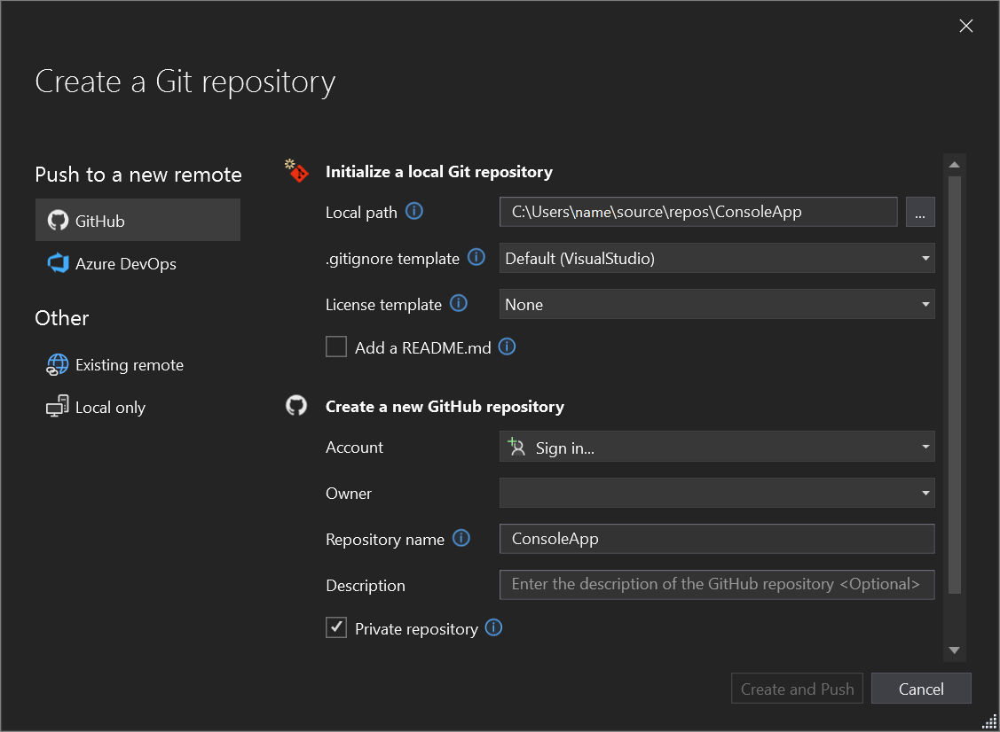 Create a Git repository
Push to a new remote
GitHub
Azure DevOps
Other
Existing remote
Local only
Initialize a local Git repository
Local path
C:\Users\name\source\repos\ConsoleApp
...
.gitignore template
Default (VisualStudio)
License template
None
Add a README.md
Create a new GitHub repository
Account
Sign in...
Owner
Repository name
ConsoleApp
Description
Enter the description of the GitHub repository <Optional>
Private repository
Create and Push
Cancel